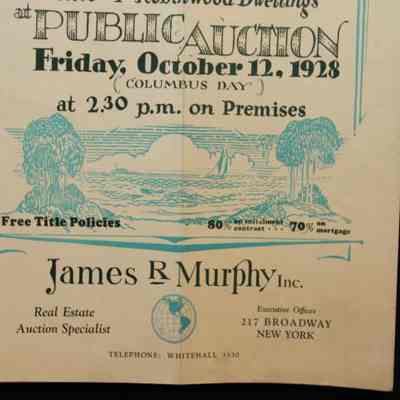 Dwellings
at PUBLIC AUCTION
Friday, October 12, 1928
(COLUMBUS DAY)
at 2.30 p.m. on Premises
Free Title Policies
80% on instalment contract • • • 70% on mortgage
James R Murphy Inc.
Real Estate
Auction Specialist
Executive Offices
217 BROADWAY
NEW YORK
TELEPHONE: WHITEHALL